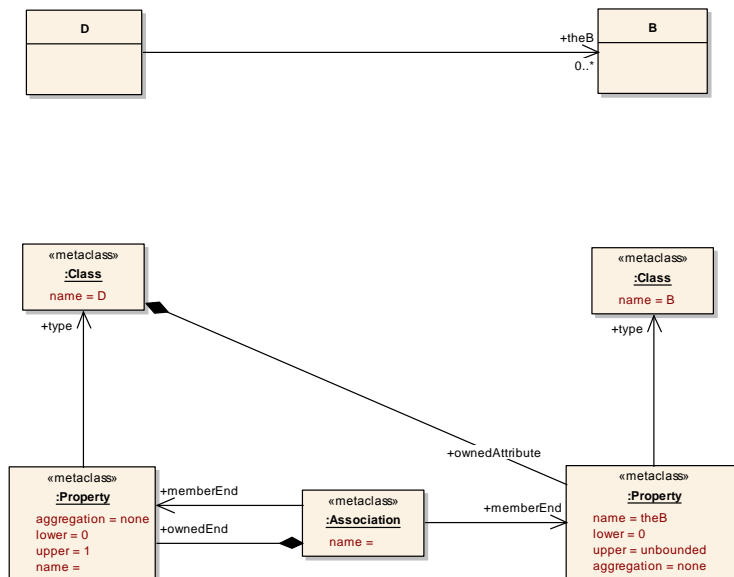 D
B
+theB
0..*
«metaclass»
:Class
name = D
«metaclass»
:Class
name = B
+type
+type
+ownedAttribute
«metaclass»
:Property
aggregation = none
lower = 0
upper = 1
name =
+memberEnd
+ownedEnd
«metaclass»
:Association
name =
+memberEnd
«metaclass»
:Property
name = theB
lower = 0
upper = unbounded
aggregation = none